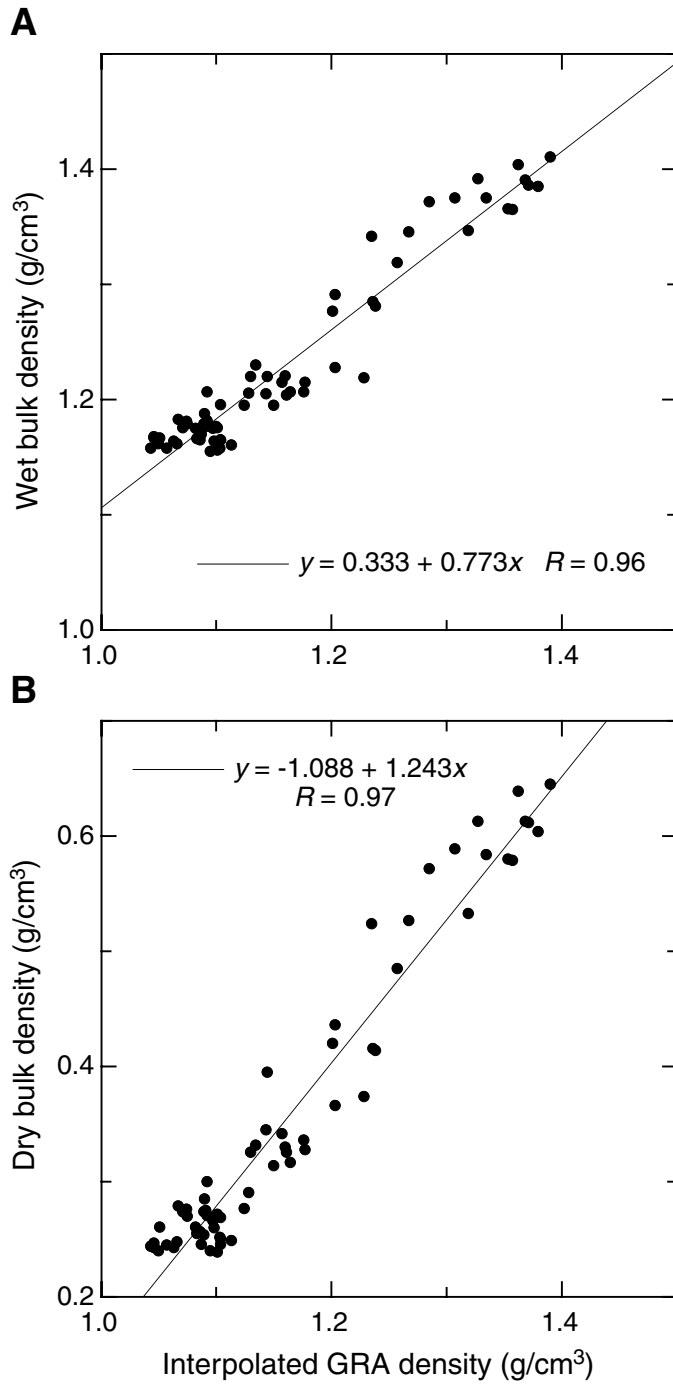 A
Wet bulk density (g/cm³)
1.4
1.2
1.0
y = 0.333 + 0.773x R = 0.96
1.0 1.2 1.4
B
Dry bulk density (g/cm³)
y = -1.088 + 1.243x
R = 0.97
0.6
0.4
0.2
1.0 1.2 1.4
Interpolated GRA density (g/cm³)